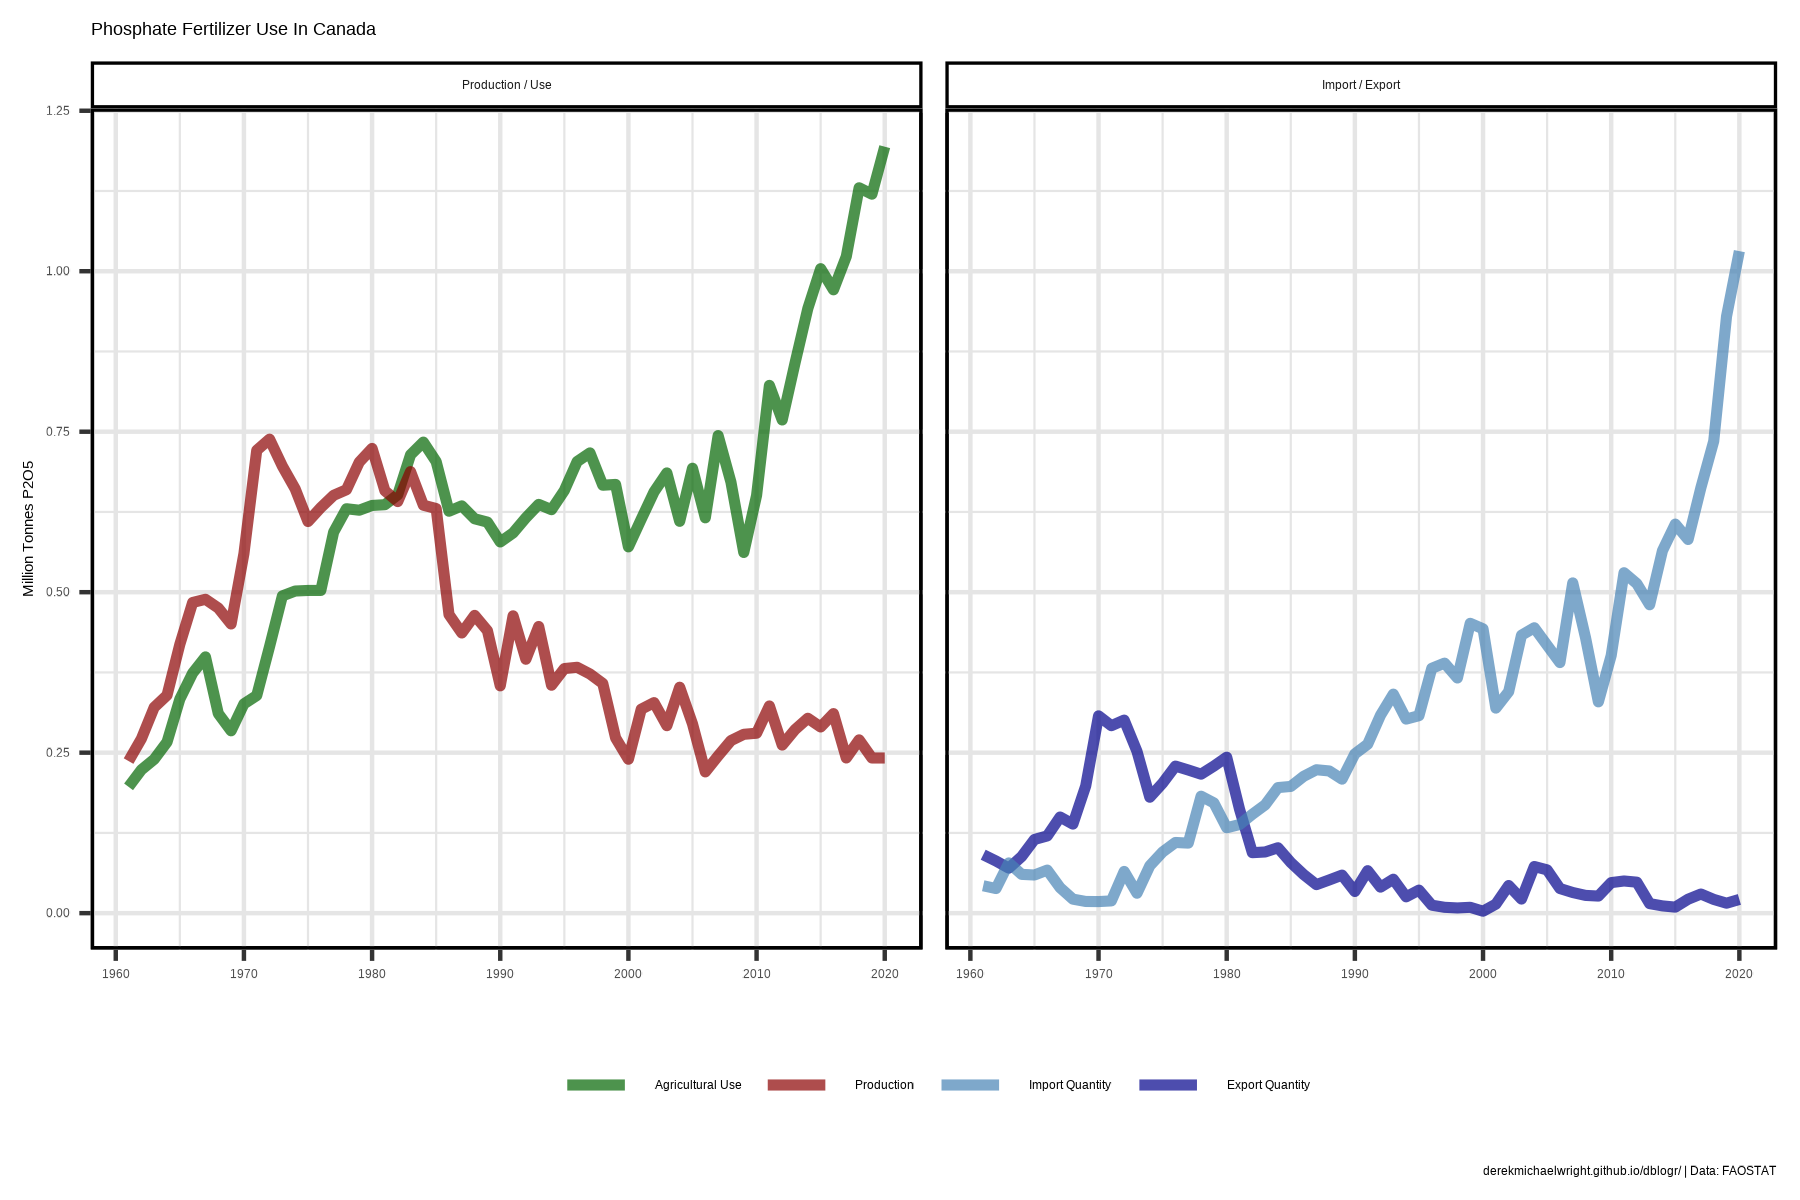 Phosphate Fertilizer Use In Canada
Production / Use
Import / Export
Million Tonnes P2O5
1.25
1.00
0.75
0.50
0.25
0.00
1960 1970 1980 1990 2000 2010 2020
1960 1970 1980 1990 2000 2010 2020
Agricultural Use Production Import Quantity Export Quantity
derekmichaelwright.github.io/dblogr/ | Data: FAOSTAT